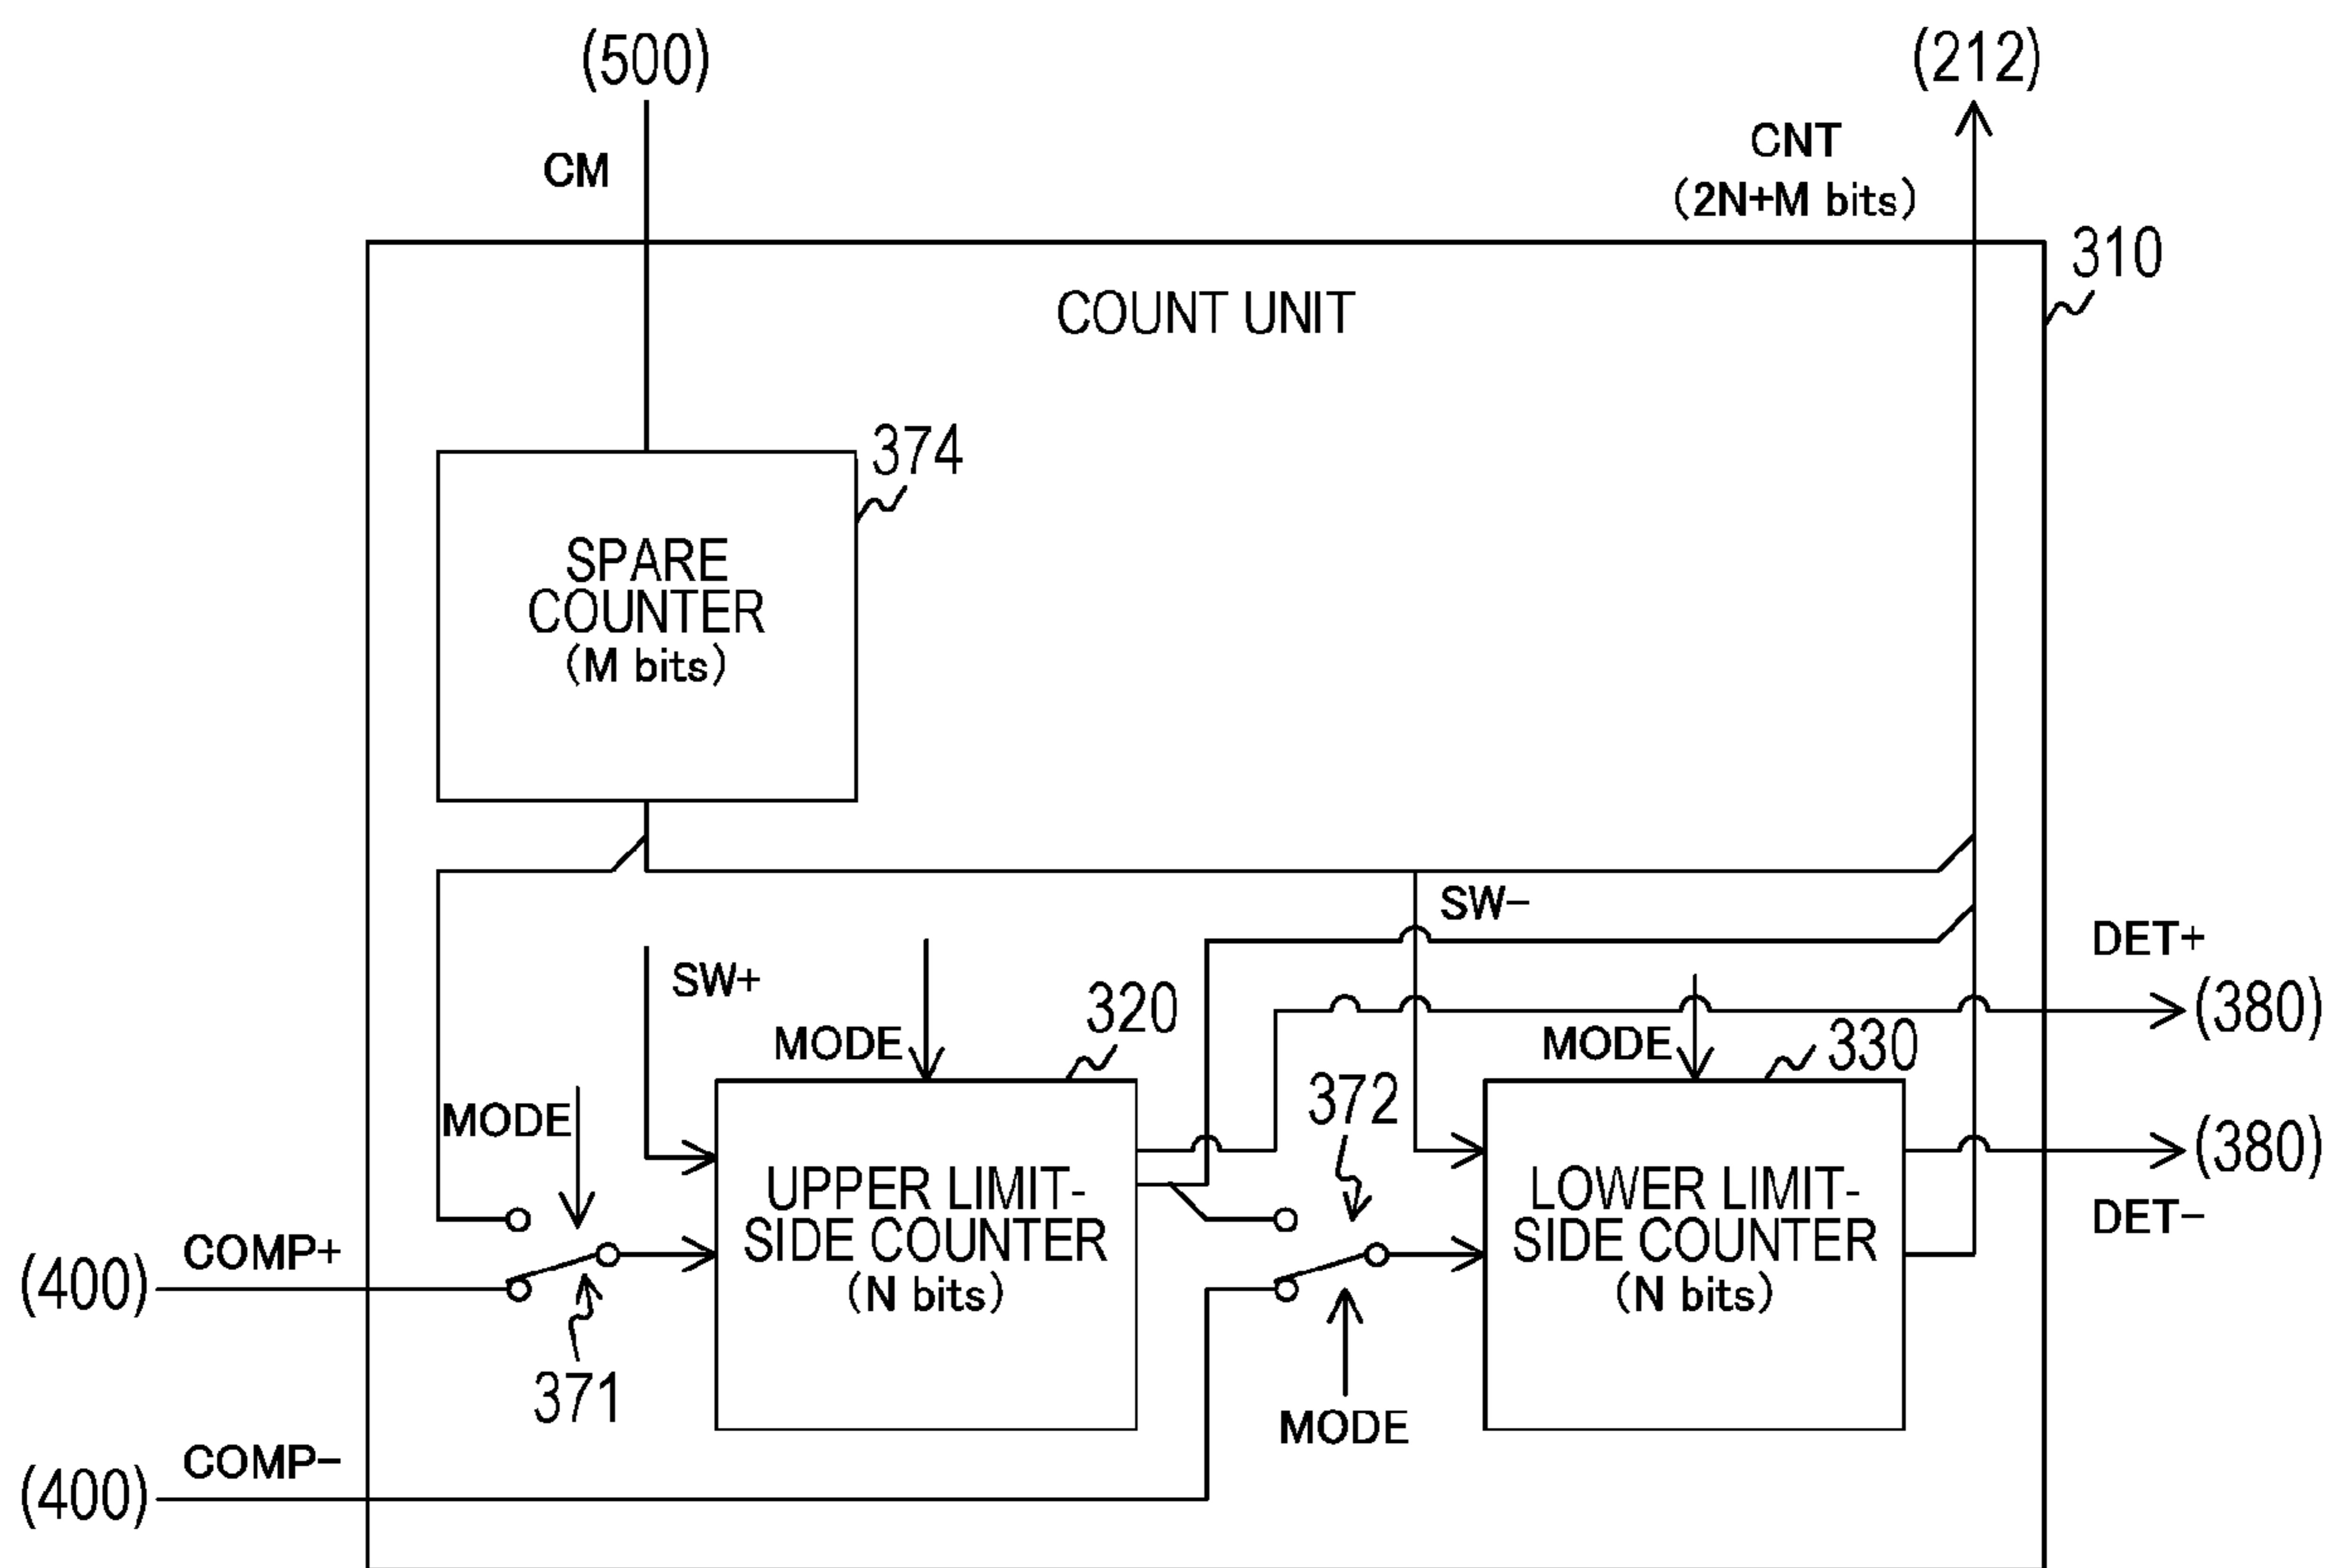 (500)
(212)
CM
CNT
(2N+M bits)
310
COUNT UNIT
374
SPARE
COUNTER
(M bits)
SW-
DET+
SW+
320
(380)
MODE
MODE
330
372
MODE
(380)
UPPER LIMIT-
SIDE COUNTER
(N bits)
LOWER LIMIT-
SIDE COUNTER
(N bits)
DET-
COMP+
(400)
371
MODE
COMP-
(400)